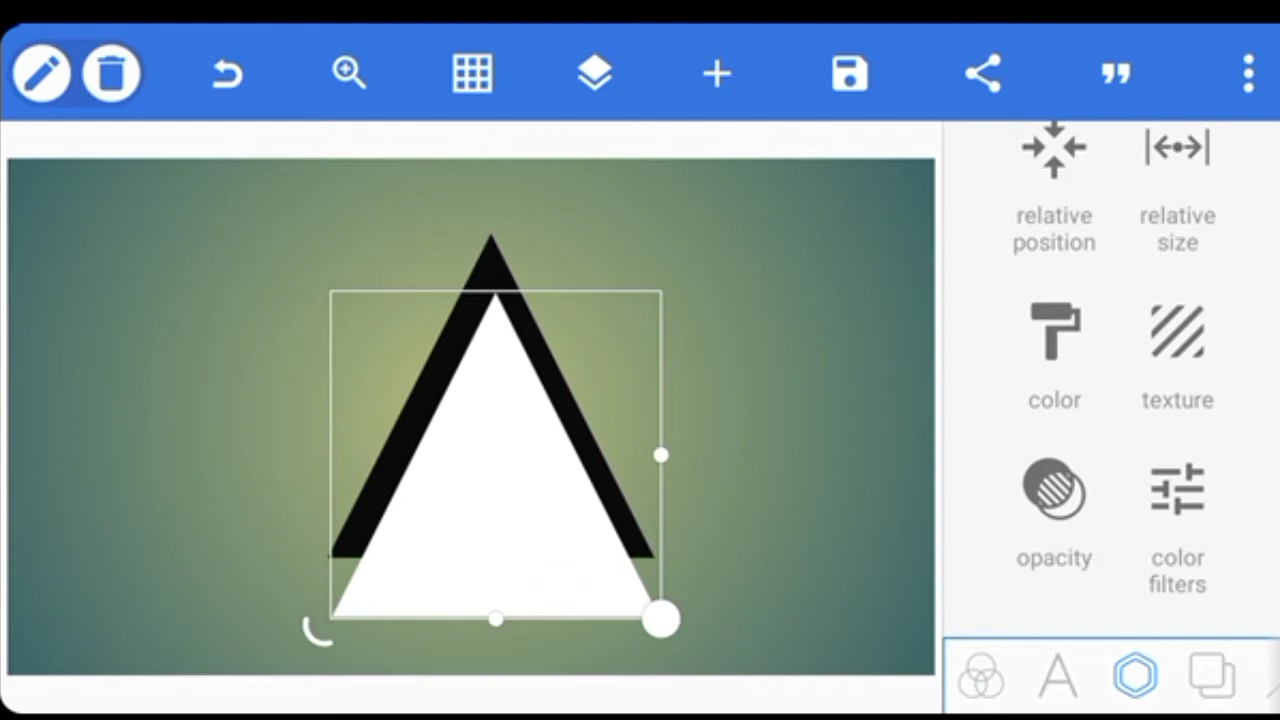 relative
position
relative
size
color
texture
opacity
color
filters
A